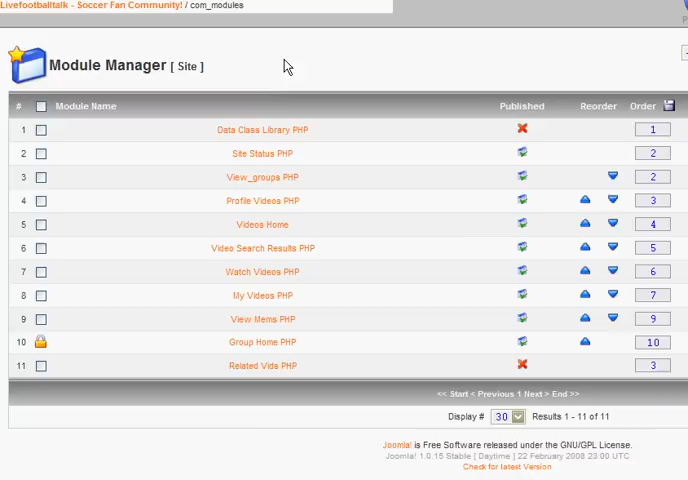 Livefootballtalk - Soccer Fan Community! / com_modules
Module Manager [ Site ]
# Module Name Published Reorder Order
1 Data Class Library PHP 1
2 Site Status PHP 2
3 View_groups PHP 2
4 Profile Videos PHP 3
5 Videos Home 4
6 Video Search Results PHP 5
7 Watch Videos PHP 6
8 My Videos PHP 7
9 View Mems PHP 9
10 Group Home PHP 10
11 Related Vids PHP 3
<< Start < Previous 1 Next > End >>
Display # 30 Results 1 - 11 of 11
Joomla! is Free Software released under the GNU/GPL License.
Joomla! 1.0.15 Stable [ Daytime ] 22 February 2008 23:00 UTC
Check for latest Version